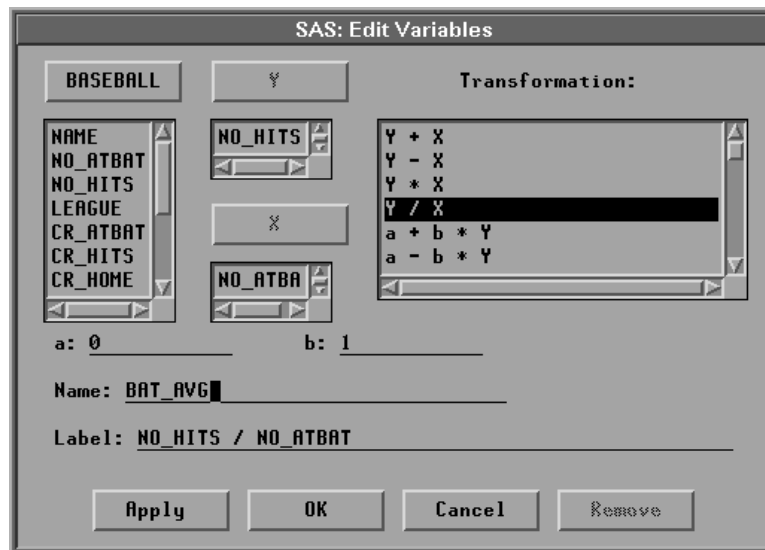 SAS: Edit Variables
BASEBALL
Y
Transformation:
NAME
NO_ATBAT
NO_HITS
LEAGUE
CR_ATBAT
CR_HITS
CR_HOME
NO_HITS
X
NO_ATBA
Y + X
Y - X
Y * X
Y / X
a + b * Y
a - b * Y
a: 0
b: 1
Name: BAT_AVG
Label: NO_HITS / NO_ATBAT
Apply
OK
Cancel
Remove